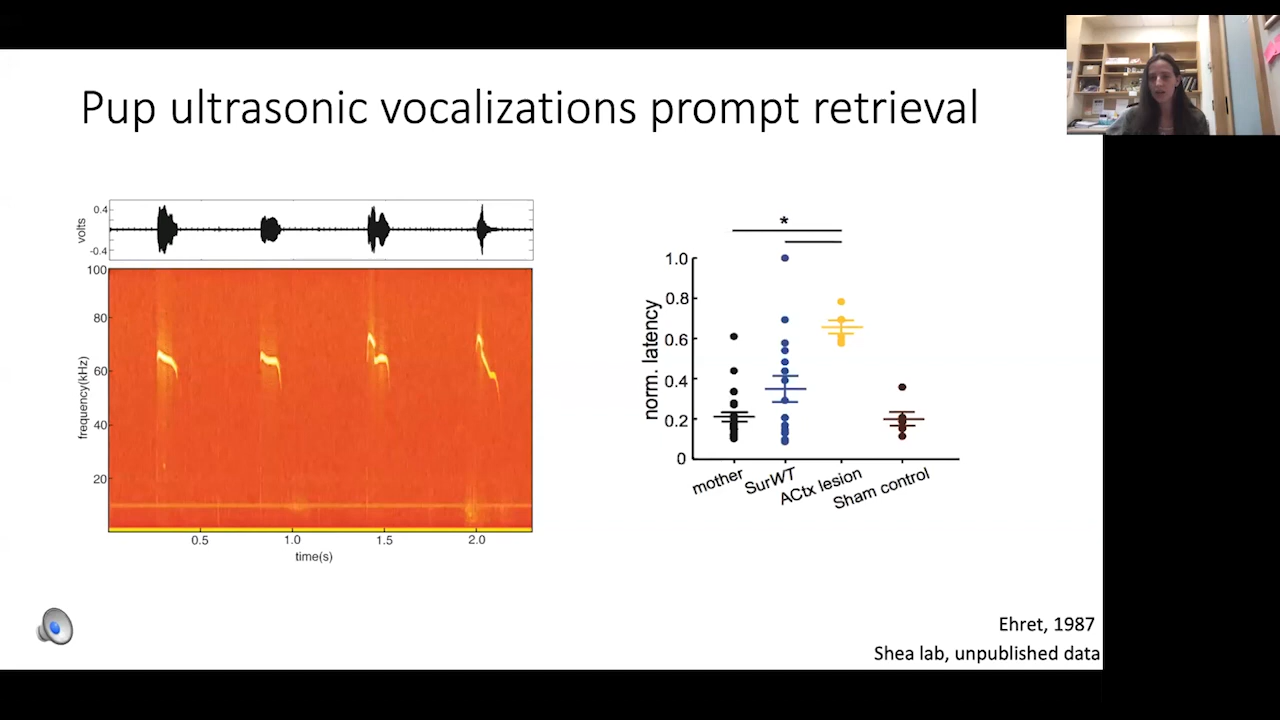 Pup ultrasonic vocalizations prompt retrieval
volts
0.4
-0.4
frequency(kHz)
100
80
60
40
20
0.5 1.0 1.5 2.0
time(s)
*
norm. latency
1.0
0.8
0.6
0.4
0.2
0
mother SurWT ACtx lesion Sham control
Ehret, 1987
Shea lab, unpublished data